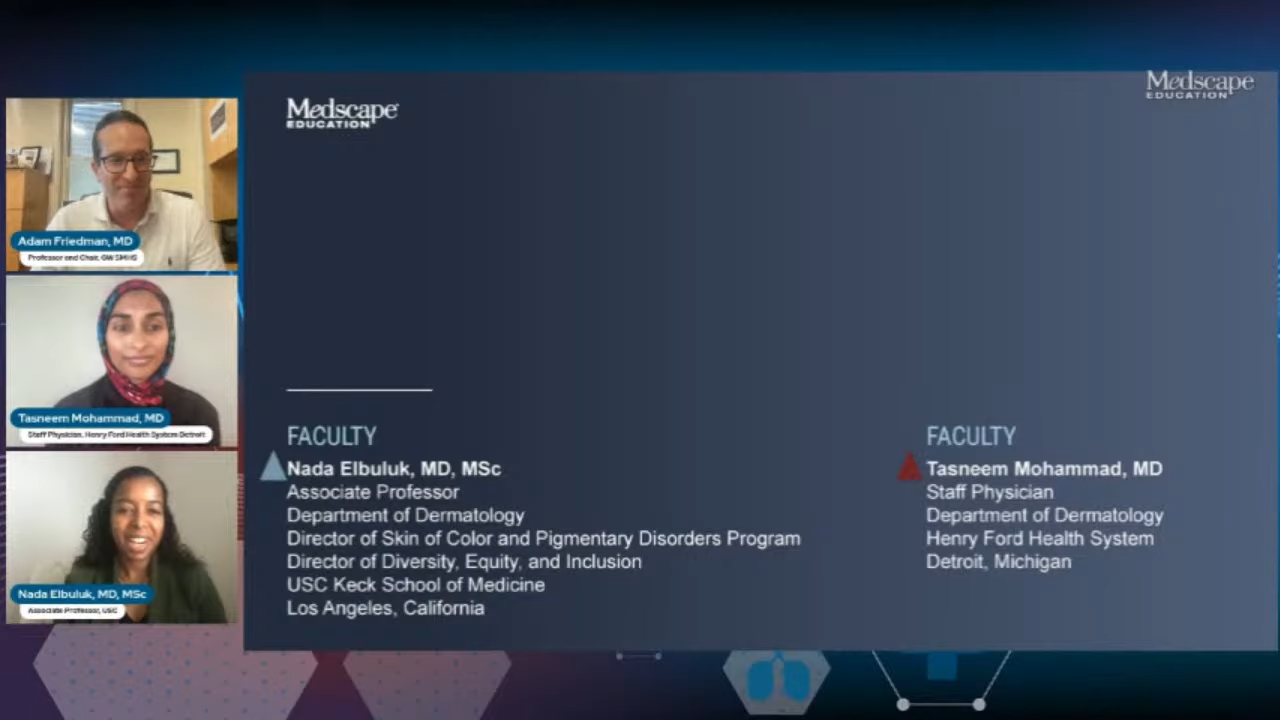 Medscape
EDUCATION
Medscape
EDUCATION
Adam Friedman, MD
Professor and Chair, GW SMHS
Tasneem Mohammad, MD
Staff Physician, Henry Ford Health System Detroit
Nada Elbuluk, MD, MSc
Associate Professor, USC
FACULTY
Nada Elbuluk, MD, MSc
Associate Professor
Department of Dermatology
Director of Skin of Color and Pigmentary Disorders Program
Director of Diversity, Equity, and Inclusion
USC Keck School of Medicine
Los Angeles, California
FACULTY
Tasneem Mohammad, MD
Staff Physician
Department of Dermatology
Henry Ford Health System
Detroit, Michigan